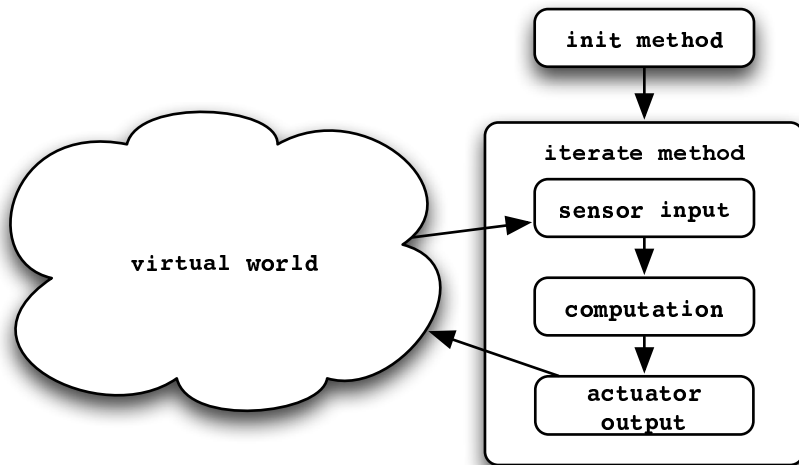 init method
iterate method
sensor input
virtual world
computation
actuator
output